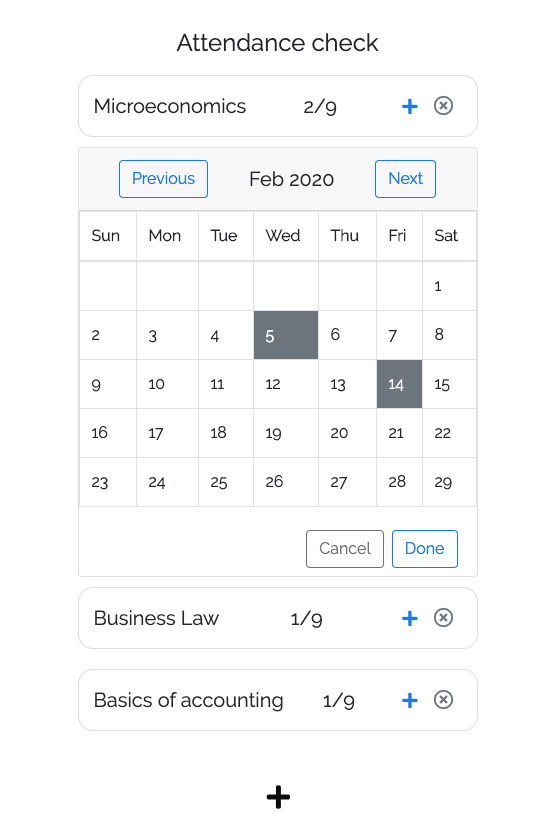 Attendance check
Microeconomics 2/9
Previous Feb 2020 Next
Sun Mon Tue Wed Thu Fri Sat
1
2 3 4 5 6 7 8
9 10 11 12 13 14 15
16 17 18 19 20 21 22
23 24 25 26 27 28 29
Cancel Done
Business Law 1/9
Basics of accounting 1/9